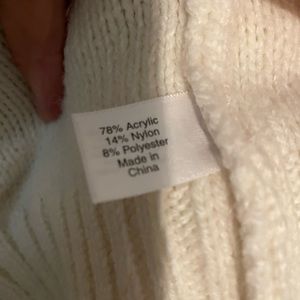 78% Acrylic
14% Nylon
8% Polyester
Made in
China